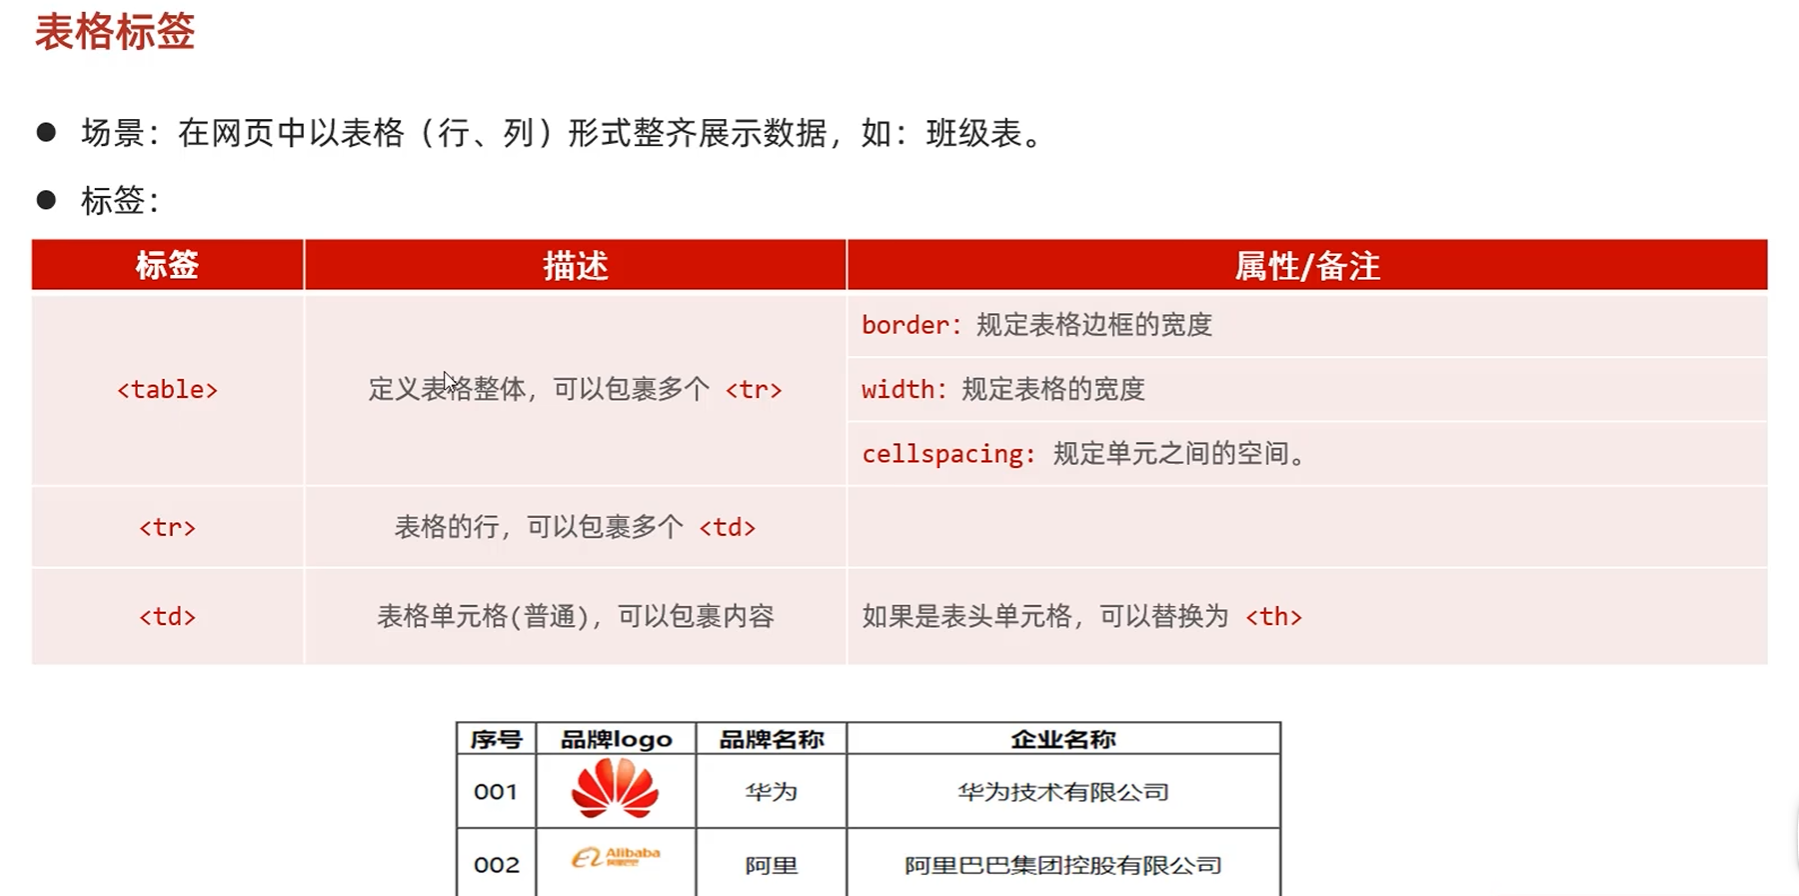 表格标签
● 场景：在网页中以表格（行、列）形式整齐展示数据，如：班级表。
● 标签：
标签 描述 属性/备注
<table> 定义表格整体，可以包裹多个 <tr> border：规定表格边框的宽度
width：规定表格的宽度
cellspacing: 规定单元之间的空间。
<tr> 表格的行，可以包裹多个 <td>
<td> 表格单元格(普通)，可以包裹内容 如果是表头单元格，可以替换为 <th>
序号 品牌logo 品牌名称 企业名称
001 华为 华为技术有限公司
002 Alibaba 阿里 阿里巴巴集团控股有限公司